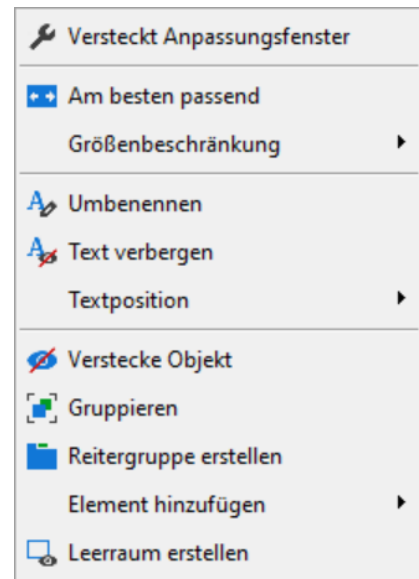 Versteckt Anpassungsfenster
Am besten passend
Größenbeschränkung
Umbenennen
Text verbergen
Textposition
Verstecke Objekt
Gruppieren
Reitergruppe erstellen
Element hinzufügen
Leerraum erstellen